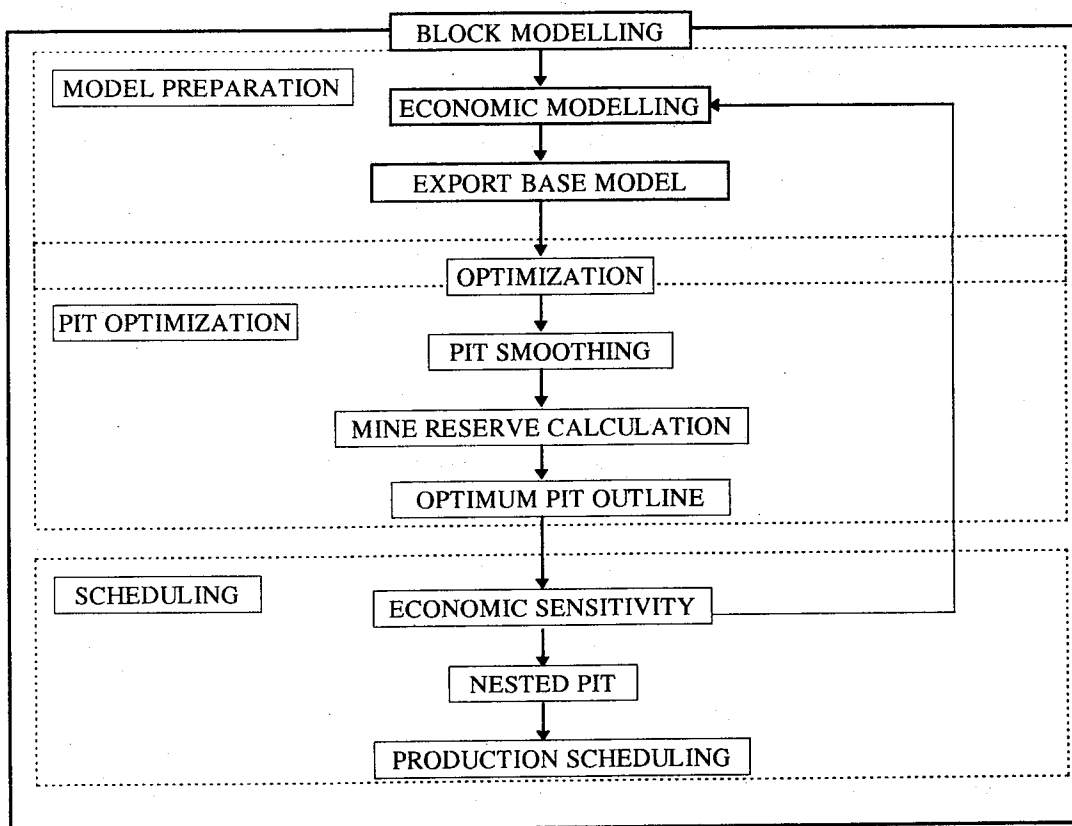 BLOCK MODELLING
MODEL PREPARATION
ECONOMIC MODELLING
EXPORT BASE MODEL
OPTIMIZATION
PIT OPTIMIZATION
PIT SMOOTHING
MINE RESERVE CALCULATION
OPTIMUM PIT OUTLINE
SCHEDULING
ECONOMIC SENSITIVITY
NESTED PIT
PRODUCTION SCHEDULING